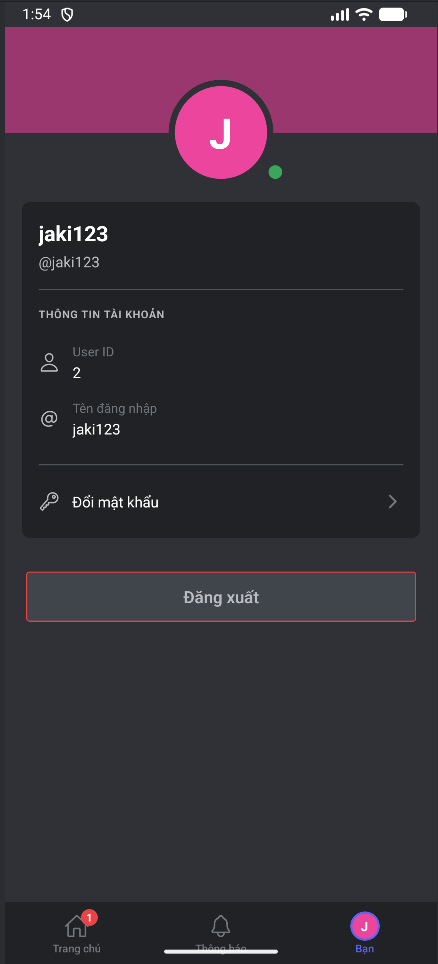 1:54
J
jaki123
@jaki123
THÔNG TIN TÀI KHOẢN
User ID
2
@
Tên đăng nhập
jaki123
Đổi mật khẩu
Đăng xuất
1
J
Trang chủ
Thông báo
Bạn